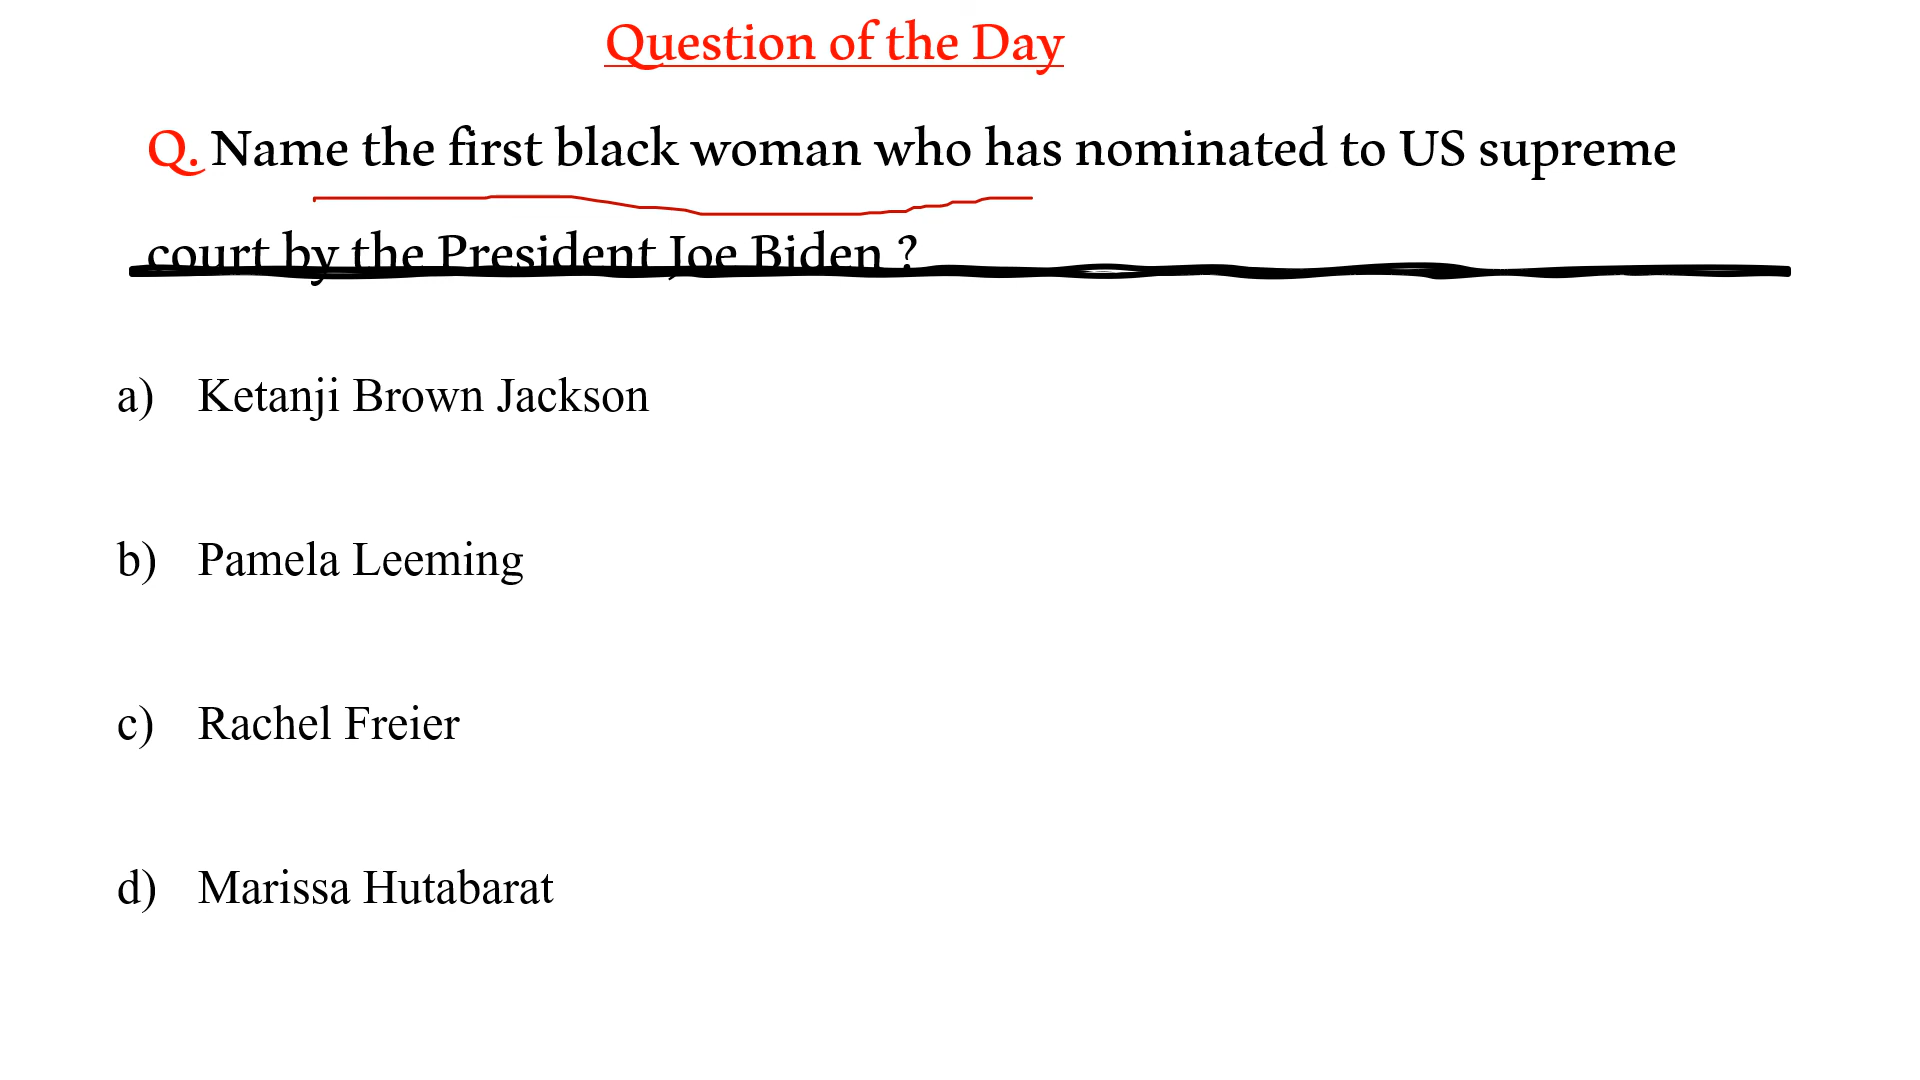 Question of the Day
Q. Name the first black woman who has nominated to US supreme
court by the President Joe Biden ?
a) Ketanji Brown Jackson
b) Pamela Leeming
c) Rachel Freier
d) Marissa Hutabarat